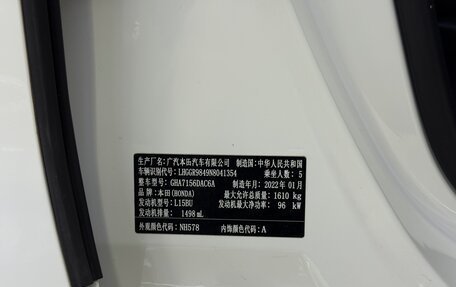 生产厂名：广汽本田汽车有限公司 制造国：中华人民共和国
车辆识别代号：LHGGR9849N8041354 乘坐人数：5
整车型号：GHA7156DAC6A 制造年月：2022年01月
品牌：本田(HONDA) 最大允许总质量：1610 kg
发动机型号：L15BU 发动机最大净功率：96 kW
发动机排量：1498 mL
外观颜色代码：NH578 内饰颜色代码：A